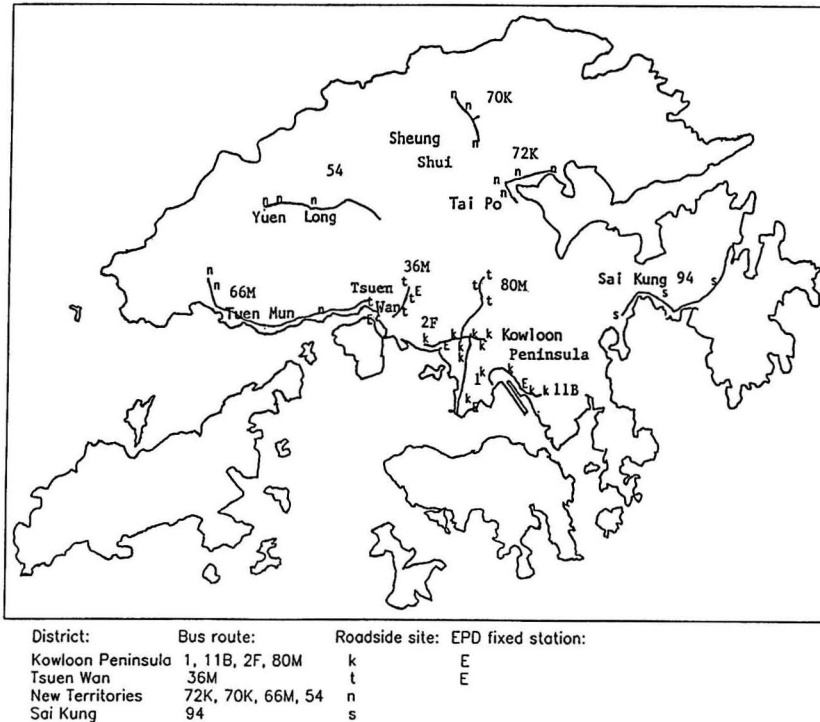 n
70K
n
Sheung
Shui
n
72K
n n n
n
54
n n n
Tai Po
Yuen Long
n
n
66M
Tuen Mun
n
Tsuen
Wan
36M
t
t E
t
t
E
t
80M
t
Sai Kung 94
s
s
s
2F
k
k k k
k k
t
k
Kowloon
Peninsula
1
k
k
E
k k 11B
k
E
District: Bus route: Roadside site: EPD fixed station:
Kowloon Peninsula 1, 11B, 2F, 80M k E
Tsuen Wan 36M t E
New Territories 72K, 70K, 66M, 54 n
Sai Kung 94 s